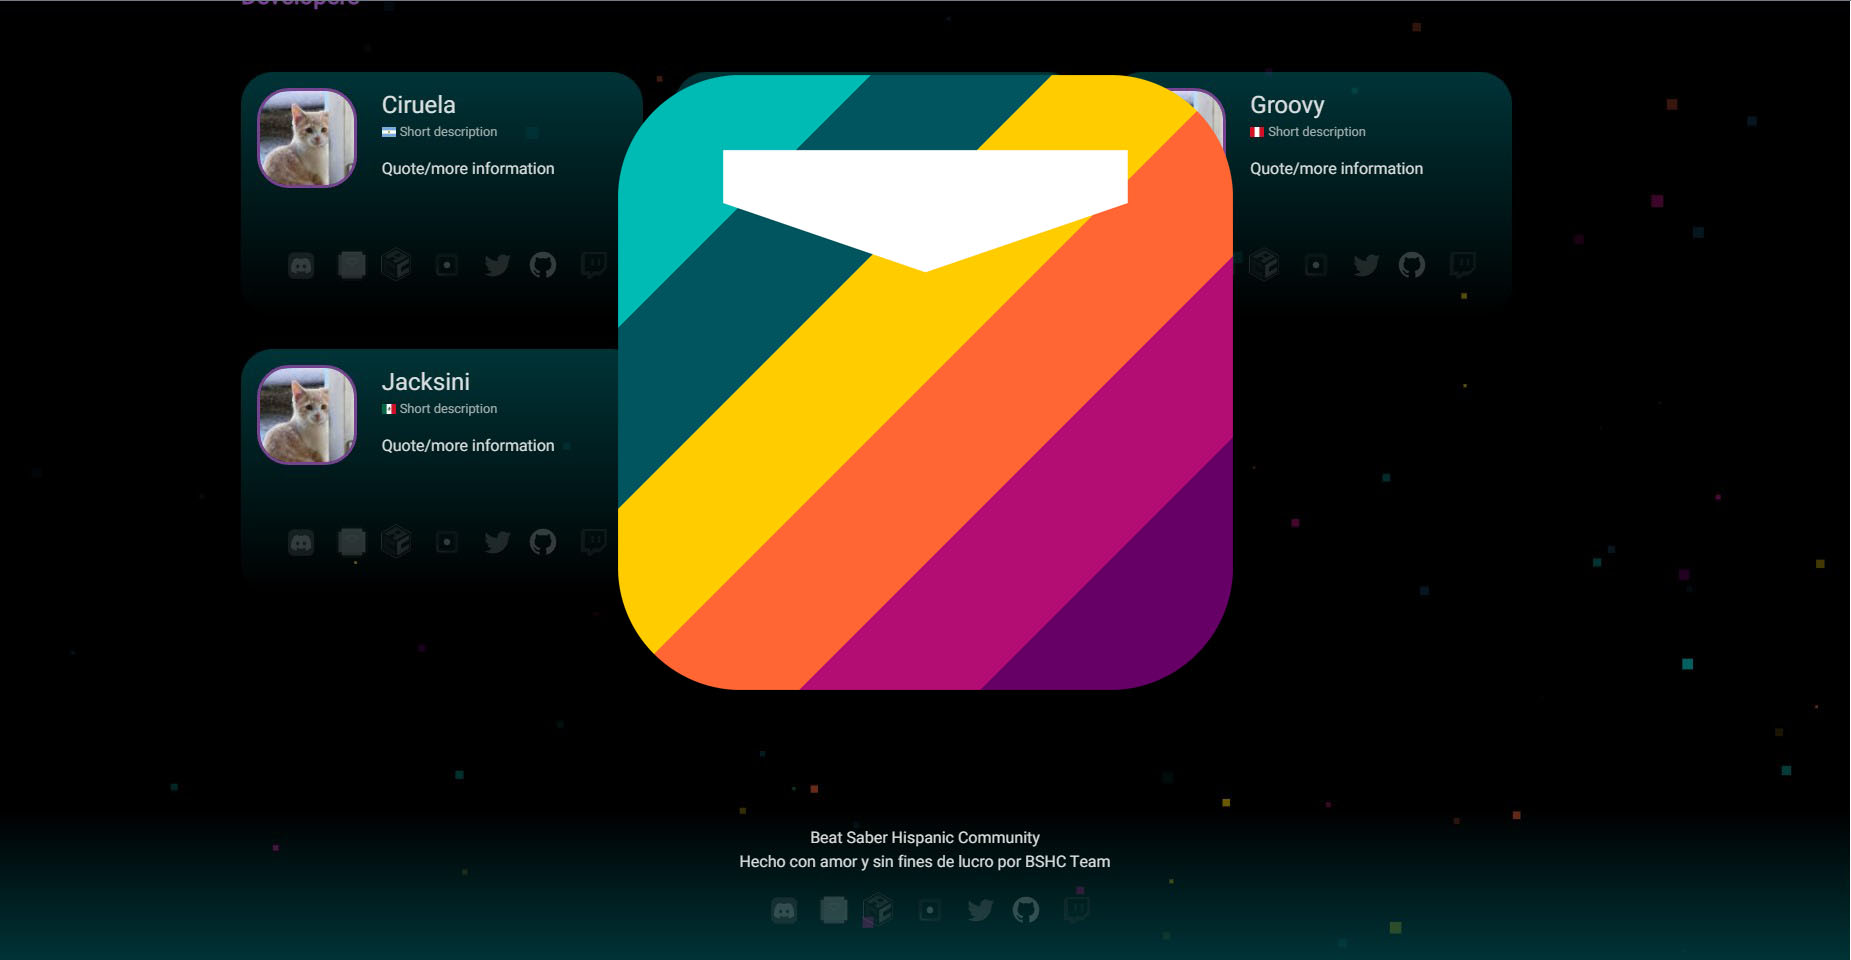 Developers
Ciruela
Short description
Quote/more information
Groovy
Short description
Quote/more information
Jacksini
Short description
Quote/more information
Beat Saber Hispanic Community
Hecho con amor y sin fines de lucro por BSHC Team